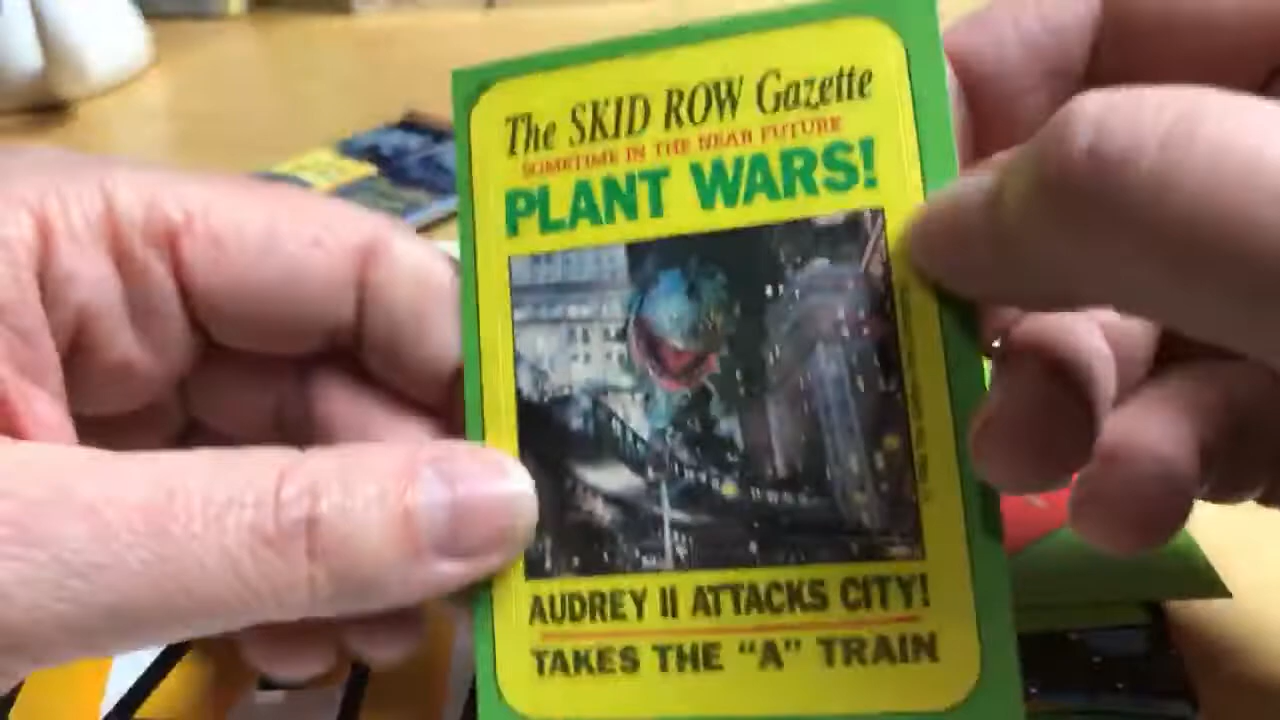 The SKID ROW Gazette
SOMETIME IN THE NEAR FUTURE
PLANT WARS!
AUDREY II ATTACKS CITY!
TAKES THE "A" TRAIN